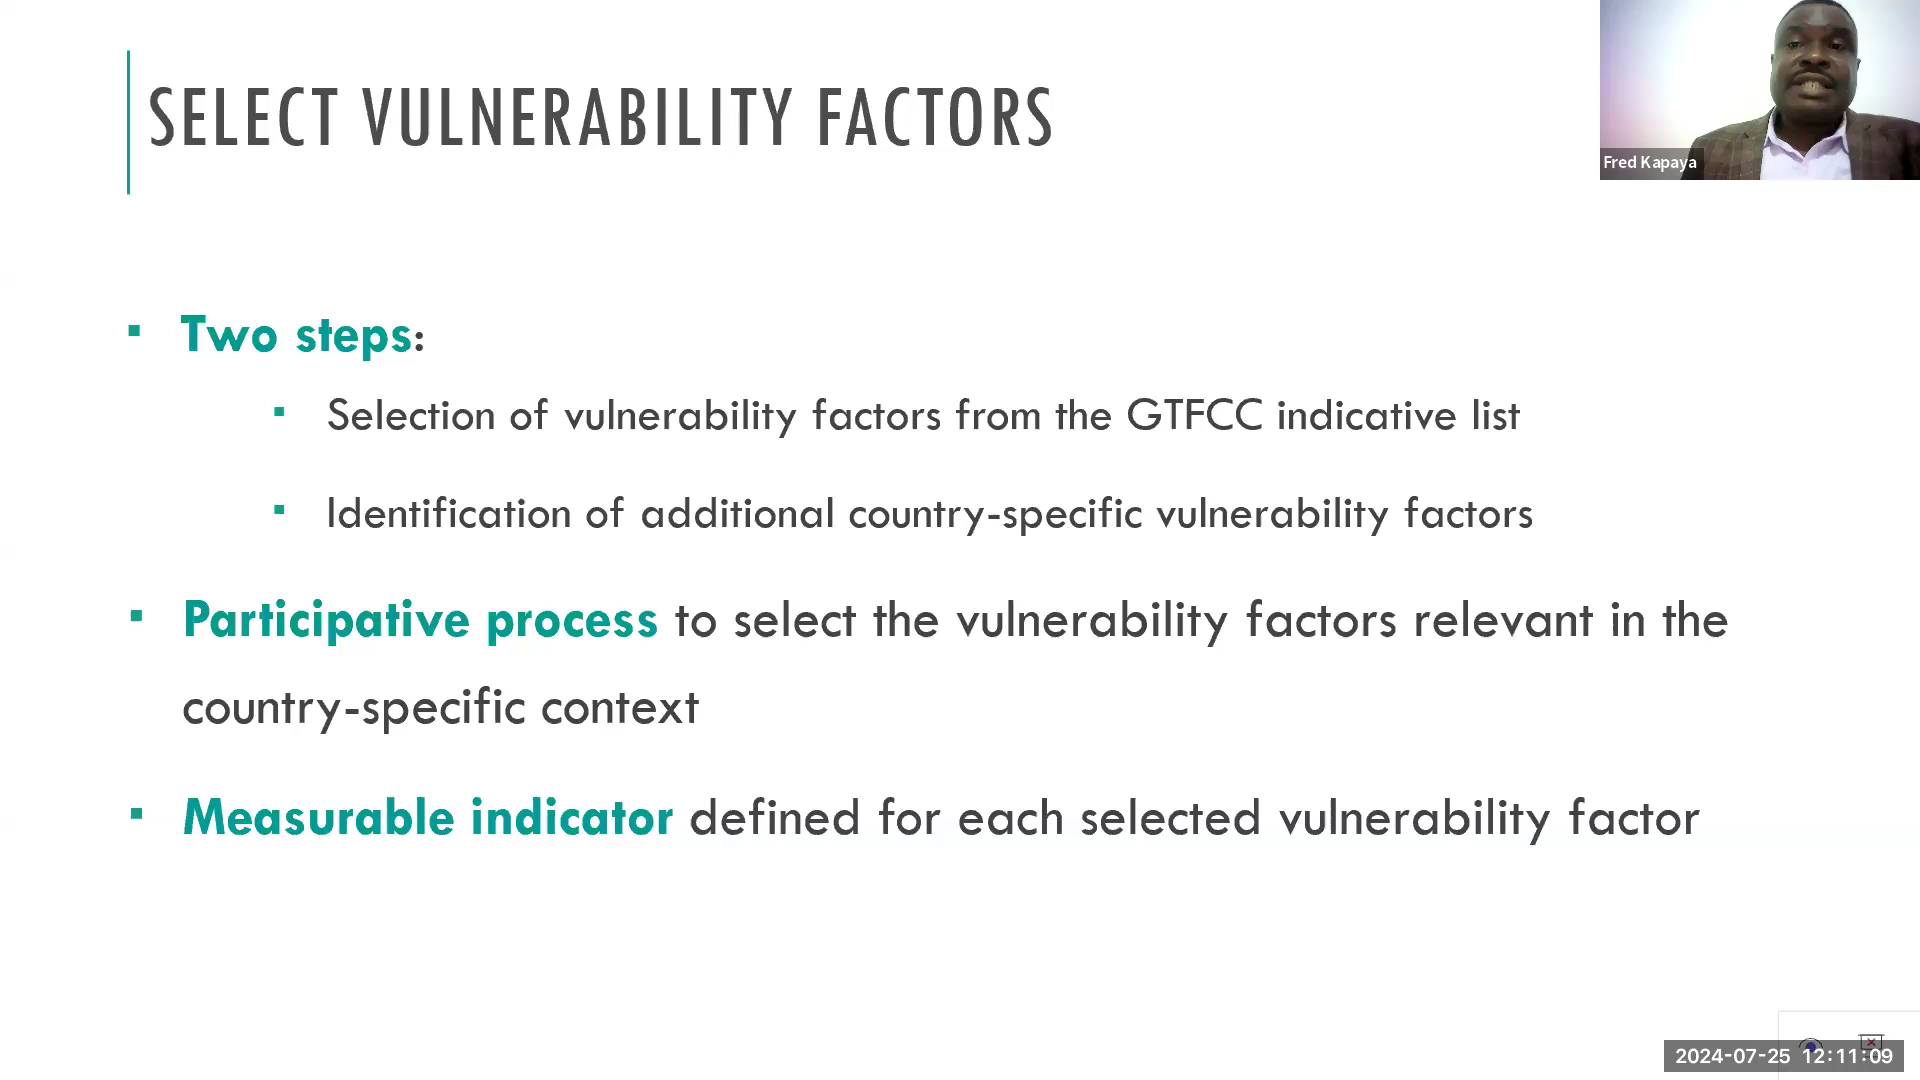 SELECT VULNERABILITY FACTORS
Fred Kapaya
▪ Two steps:
▪ Selection of vulnerability factors from the GTFCC indicative list
▪ Identification of additional country-specific vulnerability factors
▪ Participative process to select the vulnerability factors relevant in the
country-specific context
▪ Measurable indicator defined for each selected vulnerability factor
2024-07-25 12:11:09